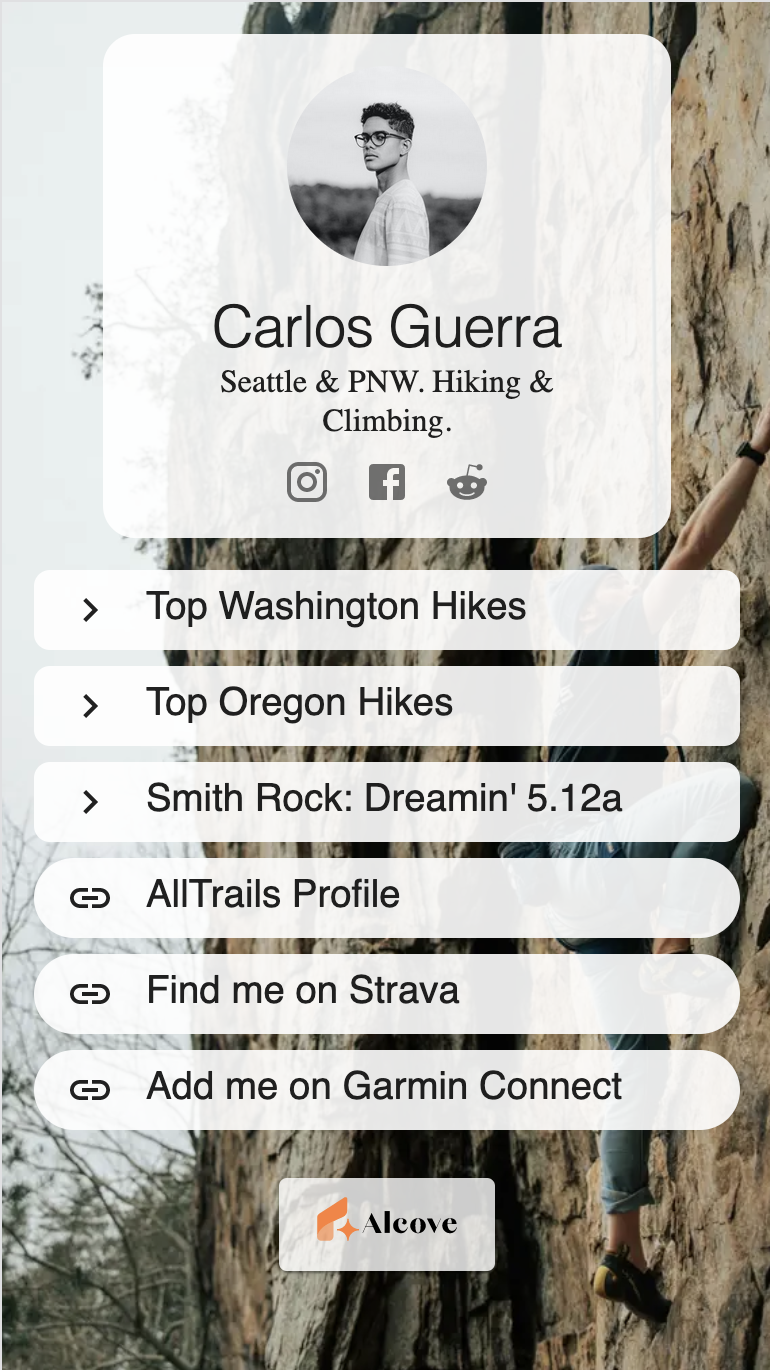 Carlos Guerra
Seattle & PNW. Hiking &
Climbing.
Top Washington Hikes
Top Oregon Hikes
Smith Rock: Dreamin' 5.12a
AllTrails Profile
Find me on Strava
Add me on Garmin Connect
Alcove